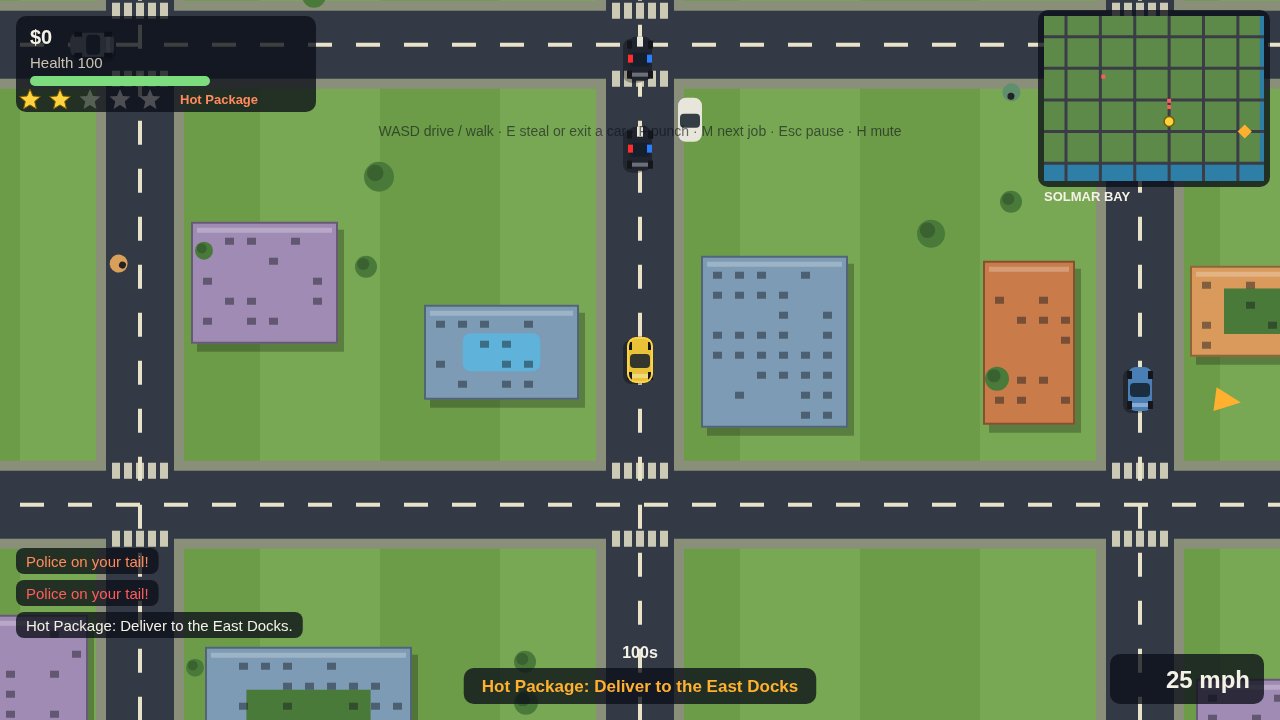 $0
Health 100
Hot Package
WASD drive / walk · E steal or exit a car · F punch · M next job · Esc pause · H mute
SOLMAR BAY
Police on your tail!
Police on your tail!
Hot Package: Deliver to the East Docks.
100s
Hot Package: Deliver to the East Docks
25 mph